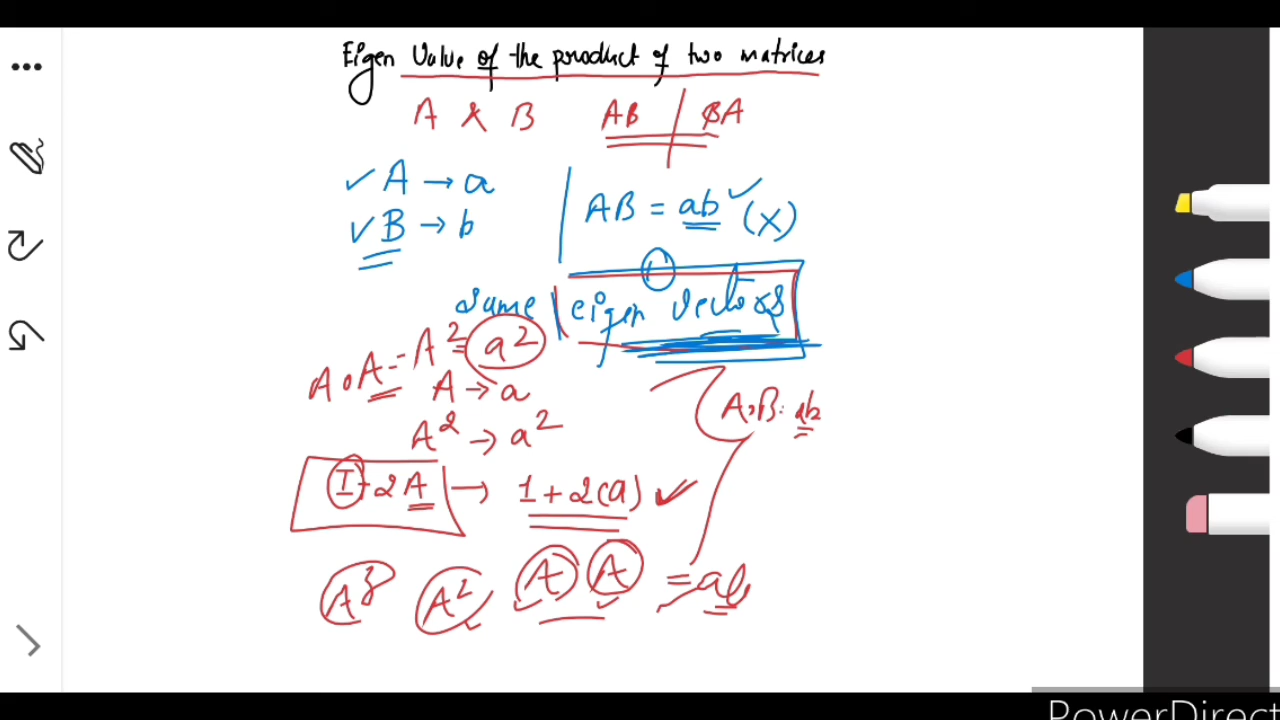 Eigen Value of the product of two matrices
A & B AB | BA
✓ A → a
✓ B → b
AB = ab ✓ (X)
same eigen vectors
A · A = A² = a²
A → a
A² → a²
A, B: ab
I + 2A → 1 + 2(a) ✓
A³ A² A A = ab
PowerDirect